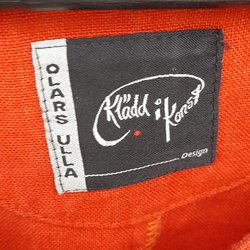 OLARS ULLA
Klädd i Konst
Design